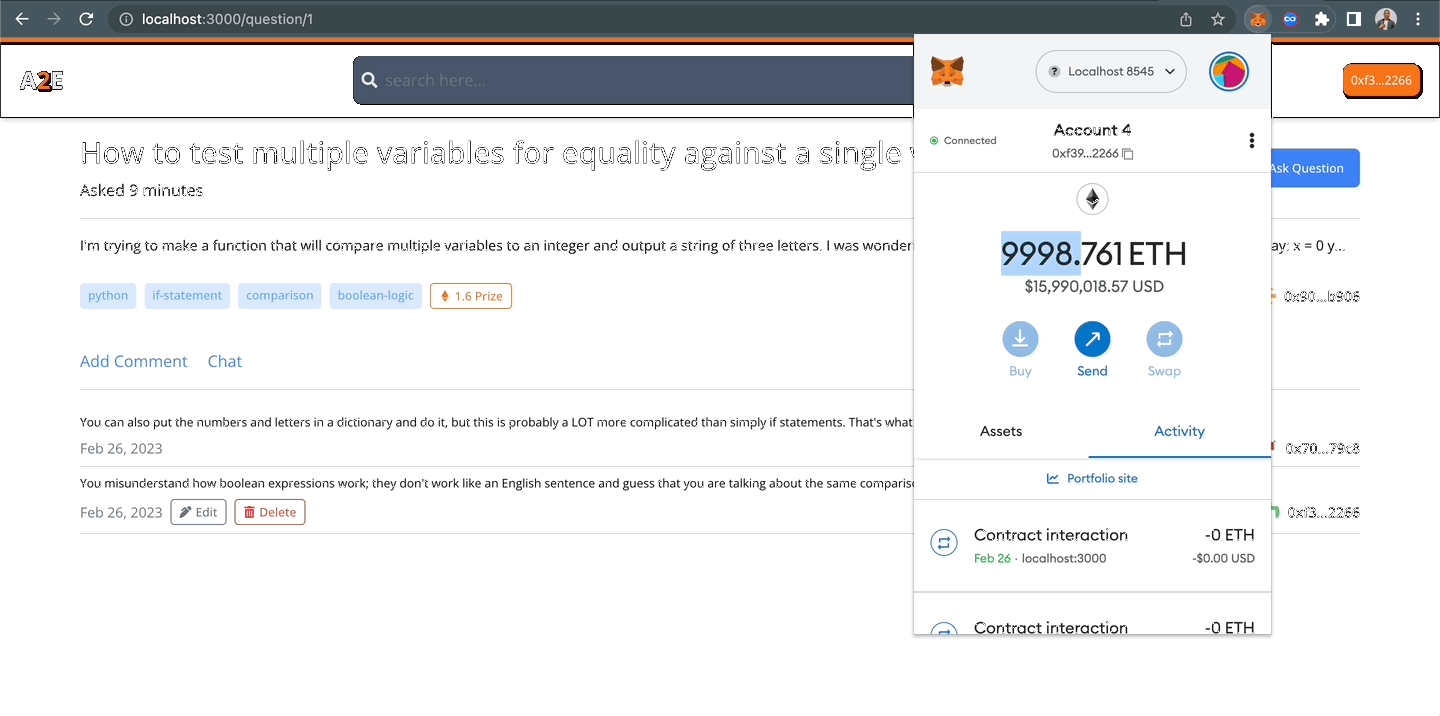 localhost:3000/question/1
A2E
search here...
0xf3...2266
How to test multiple variables for equality against a single
Ask Question
Asked 9 minutes
I'm trying to make a function that will compare multiple variables to an integer and output a string of three letters. I was wonder
ay: x = 0 y...
python if-statement comparison boolean-logic 1.6 Prize
0x90...b906
Add Comment Chat
You can also put the numbers and letters in a dictionary and do it, but this is probably a LOT more complicated than simply if statements. That's what
Feb 26, 2023
0x70...79c8
You misunderstand how boolean expressions work; they don't work like an English sentence and guess that you are talking about the same comparis
Feb 26, 2023 Edit Delete
0xf3...2266
? Localhost 8545
Connected
Account 4
0xf39...2266
9998.761 ETH
$15,990,018.57 USD
Buy Send Swap
Assets Activity
Portfolio site
Contract interaction -0 ETH
Feb 26 · localhost:3000 -$0.00 USD
Contract interaction -0 ETH